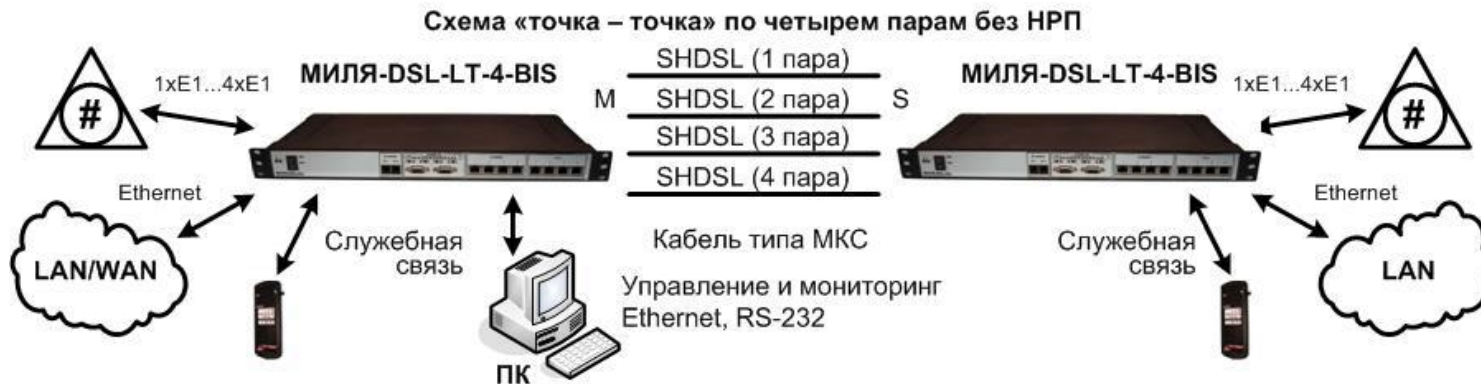 Схема «точка – точка» по четырем парам без НРП
1xE1...4xE1
#
МИЛЯ-DSL-LT-4-BIS
M
SHDSL (1 пара)
SHDSL (2 пара)
SHDSL (3 пара)
SHDSL (4 пара)
S
МИЛЯ-DSL-LT-4-BIS
1xE1...4xE1
#
Ethernet
LAN/WAN
Служебная
связь
ПК
Кабель типа МКС
Управление и мониторинг
Ethernet, RS-232
Служебная
связь
Ethernet
LAN